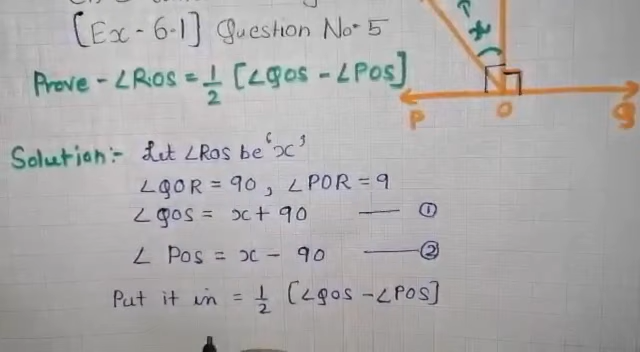 [Ex - 6.1] Question No. 5
Prove - ∠ROS = 1/2 [∠QOS - ∠POS]
x
P O Q
Solution:- Let ∠ROS be 'x'
∠QOR = 90, ∠POR = 9
∠QOS = x + 90 —— ①
∠ POS = x - 90 —— ②
Put it in = 1/2 [∠QOS - ∠POS]